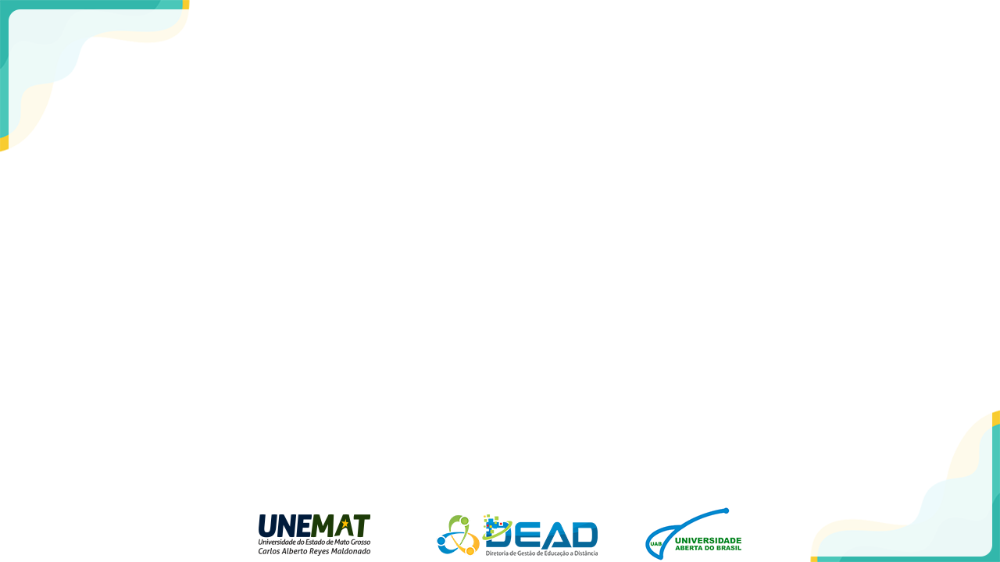 UNEMAT
Universidade do Estado de Mato Grosso
Carlos Alberto Reyes Maldonado
DEAD
Diretoria de Gestão de Educação a Distância
UAB
UNIVERSIDADE
ABERTA DO BRASIL